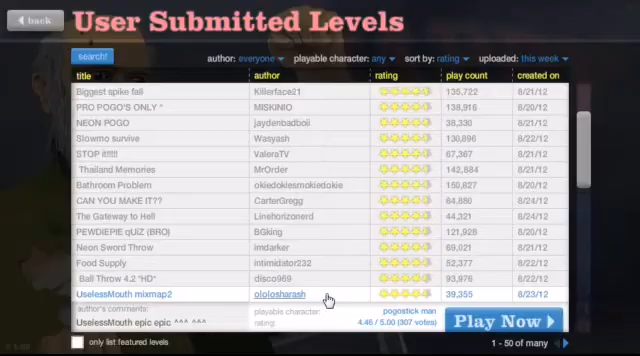 back
User Submitted Levels
search!
author: everyone playable character: any sort by: rating uploaded: this week
title author rating play count created on
Biggest spike fall Killerface21 135,722 8/21/12
PRO POGO'S ONLY ^ MISKINIO 138,916 8/20/12
NEON POGO jaydenbadboii 38,330 8/21/12
Slowmo survive Wasyash 130,896 8/22/12
STOP it!!!!!! ValeraTV 67,367 8/21/12
Thailand Memories MrOrder 142,884 8/21/12
Bathroom Problem okiedokiesmokiedokie 150,827 8/20/12
CAN YOU MAKE IT?? CarterGregg 64,880 8/24/12
The Gateway to Hell Linehorizonerd 44,321 8/24/12
PEWDIEPIE qUIZ (BRO) BGking 121,928 8/20/12
Neon Sword Throw imdarker 69,021 8/21/12
Food Supply intimidator232 52,377 8/22/12
Ball Throw 4.2 *HD* disco969 93,976 8/22/12
UselessMouth mixmap2 ololosharash 39,355 8/23/12
author's comments: playable character: pogostick man
UselessMouth epic epic ^^^ ^^^ rating: 4.46 / 5.00 (307 votes)
Play Now
only list featured levels 1 - 50 of many